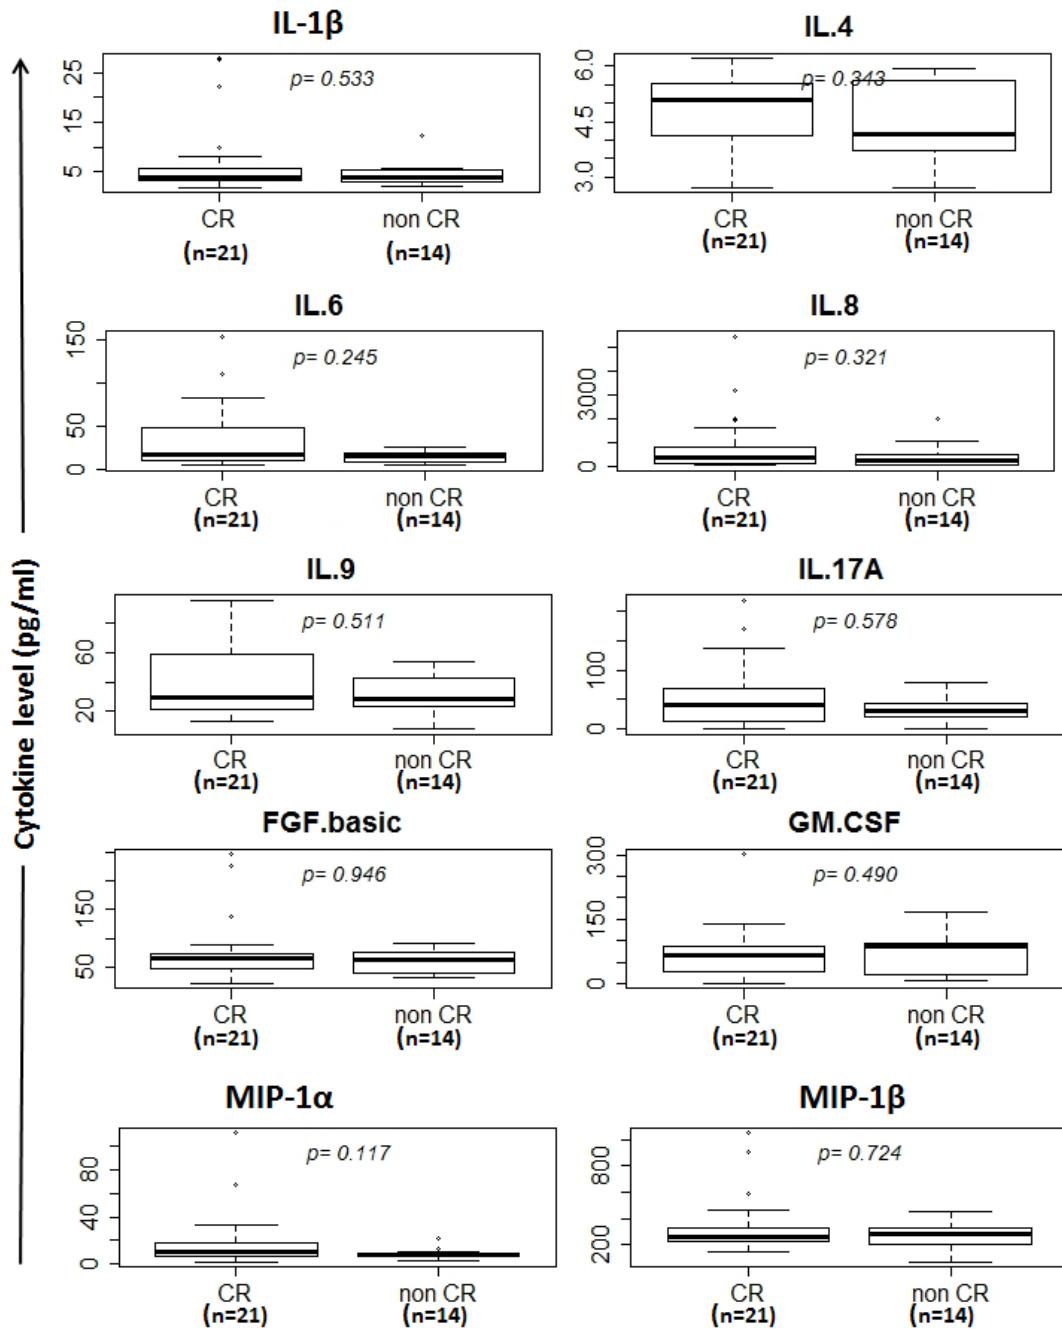 IL-1β
IL.4
25
15
5
p= 0.533
6.0
4.5
3.0
p= 0.343
CR
non CR
(n=21)
(n=14)
CR
non CR
(n=21)
(n=14)
IL.6
IL.8
150
50
0
p= 0.245
3000
0
p= 0.321
CR
non CR
(n=21)
(n=14)
CR
non CR
(n=21)
(n=14)
Cytokine level (pg/ml)
IL.9
IL.17A
60
20
p= 0.511
100
0
p= 0.578
CR
non CR
(n=21)
(n=14)
CR
non CR
(n=21)
(n=14)
FGF.basic
GM.CSF
150
50
p= 0.946
300
150
0
p= 0.490
CR
non CR
(n=21)
(n=14)
CR
non CR
(n=21)
(n=14)
MIP-1α
MIP-1β
80
40
0
p= 0.117
800
200
p= 0.724
CR
non CR
(n=21)
(n=14)
CR
non CR
(n=21)
(n=14)